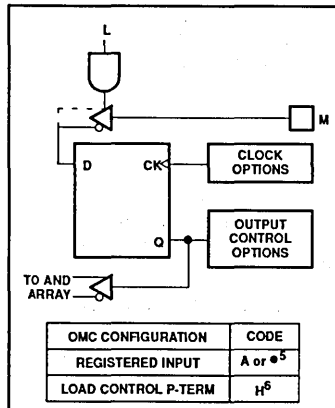 L
M
D
CK
CLOCK
OPTIONS
Q
OUTPUT
CONTROL
OPTIONS
TO AND
ARRAY
OMC CONFIGURATION CODE
REGISTERED INPUT A or ●⁵
LOAD CONTROL P-TERM H⁶